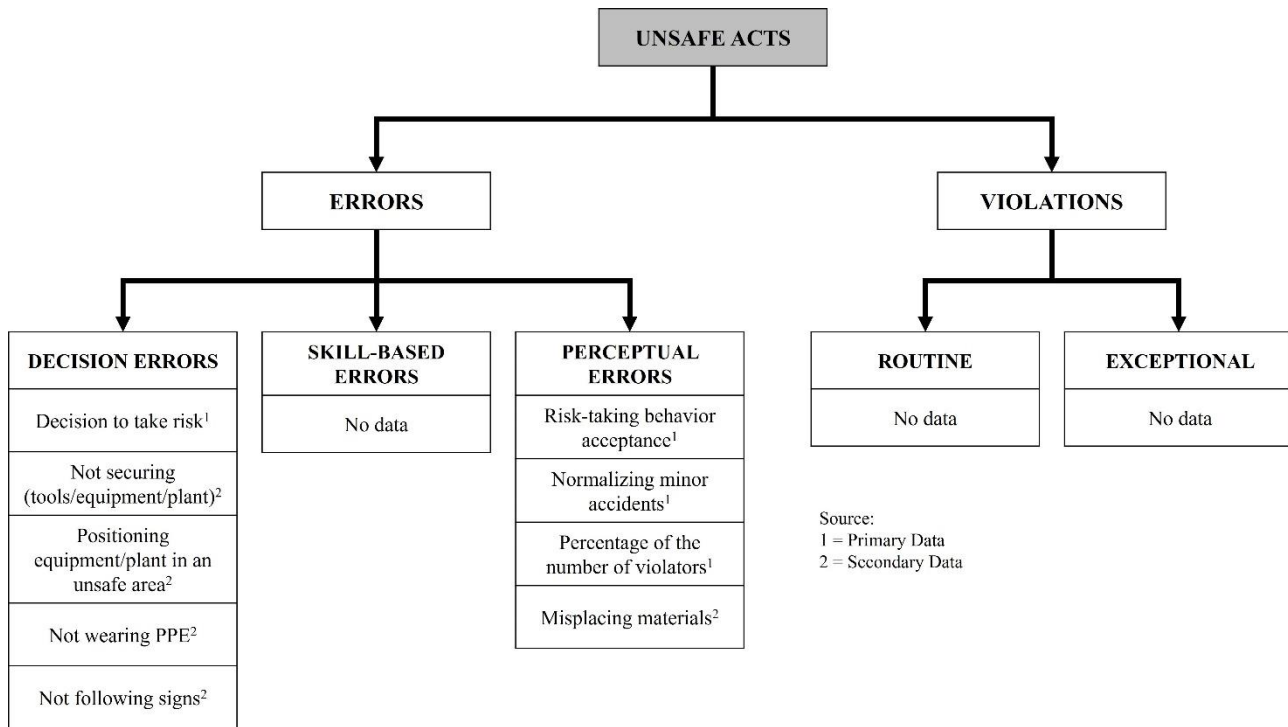 UNSAFE ACTS
ERRORS
VIOLATIONS
DECISION ERRORS
Decision to take risk¹
Not securing
(tools/equipment/plant)²
Positioning
equipment/plant in an
unsafe area²
Not wearing PPE²
Not following signs²
SKILL-BASED
ERRORS
No data
PERCEPTUAL
ERRORS
Risk-taking behavior
acceptance¹
Normalizing minor
accidents¹
Percentage of the
number of violators¹
Misplacing materials²
ROUTINE
No data
EXCEPTIONAL
No data
Source:
1 = Primary Data
2 = Secondary Data